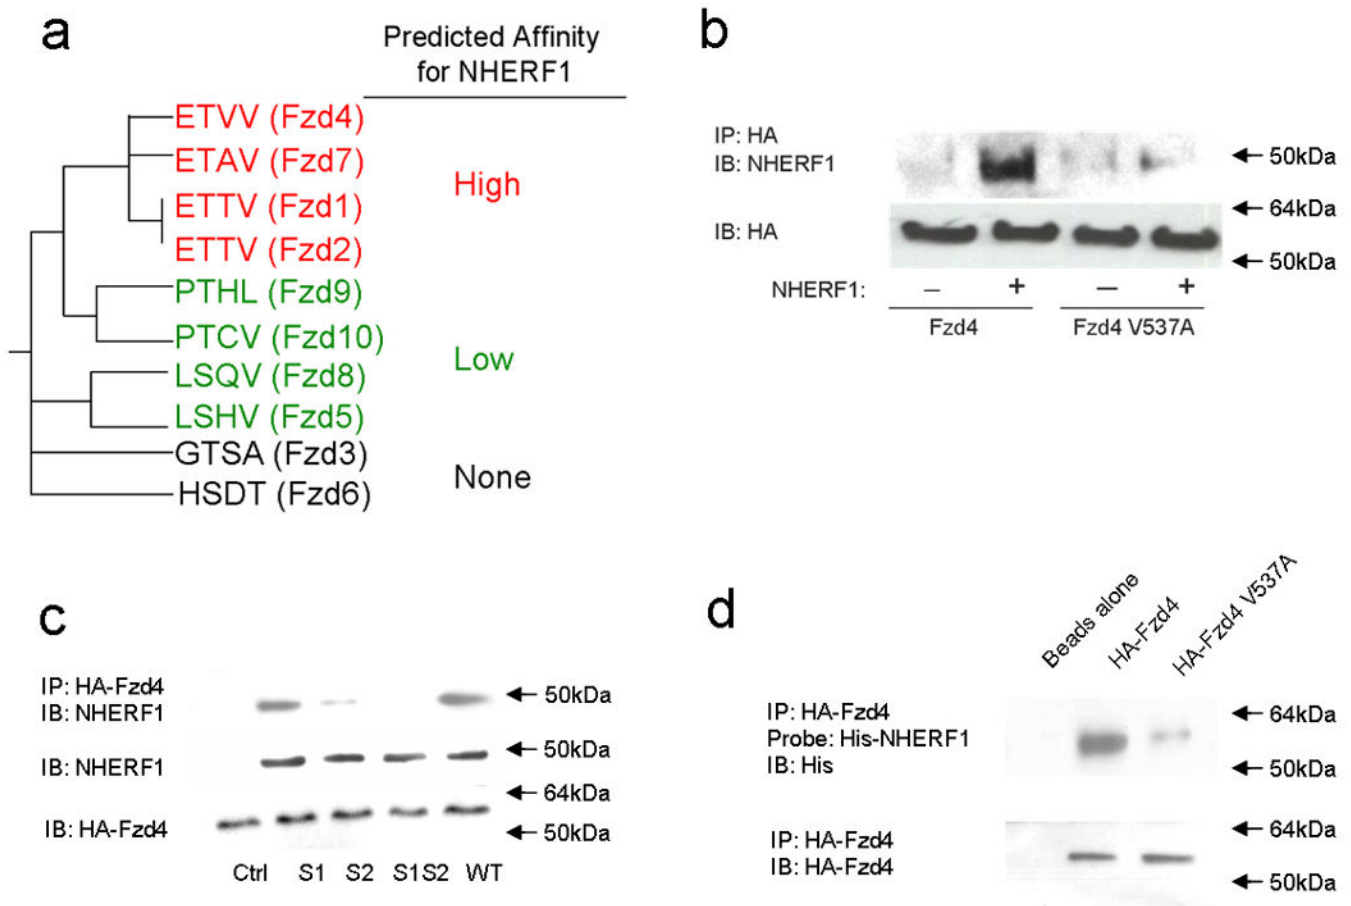 a
Predicted Affinity
for NHERF1
ETVV (Fzd4)
ETAV (Fzd7)
High
ETTV (Fzd1)
ETTV (Fzd2)
PTHL (Fzd9)
PTCV (Fzd10)
Low
LSQV (Fzd8)
LSHV (Fzd5)
GTSA (Fzd3)
None
HSDT (Fzd6)
b
IP: HA
IB: NHERF1
50kDa
64kDa
IB: HA
50kDa
NHERF1: – + – +
Fzd4 Fzd4 V537A
c
IP: HA-Fzd4
IB: NHERF1
50kDa
50kDa
IB: NHERF1
64kDa
IB: HA-Fzd4
50kDa
Ctrl S1 S2 S1S2 WT
d
Beads alone
HA-Fzd4
HA-Fzd4 V537A
IP: HA-Fzd4
Probe: His-NHERF1
IB: His
64kDa
50kDa
IP: HA-Fzd4
IB: HA-Fzd4
64kDa
50kDa